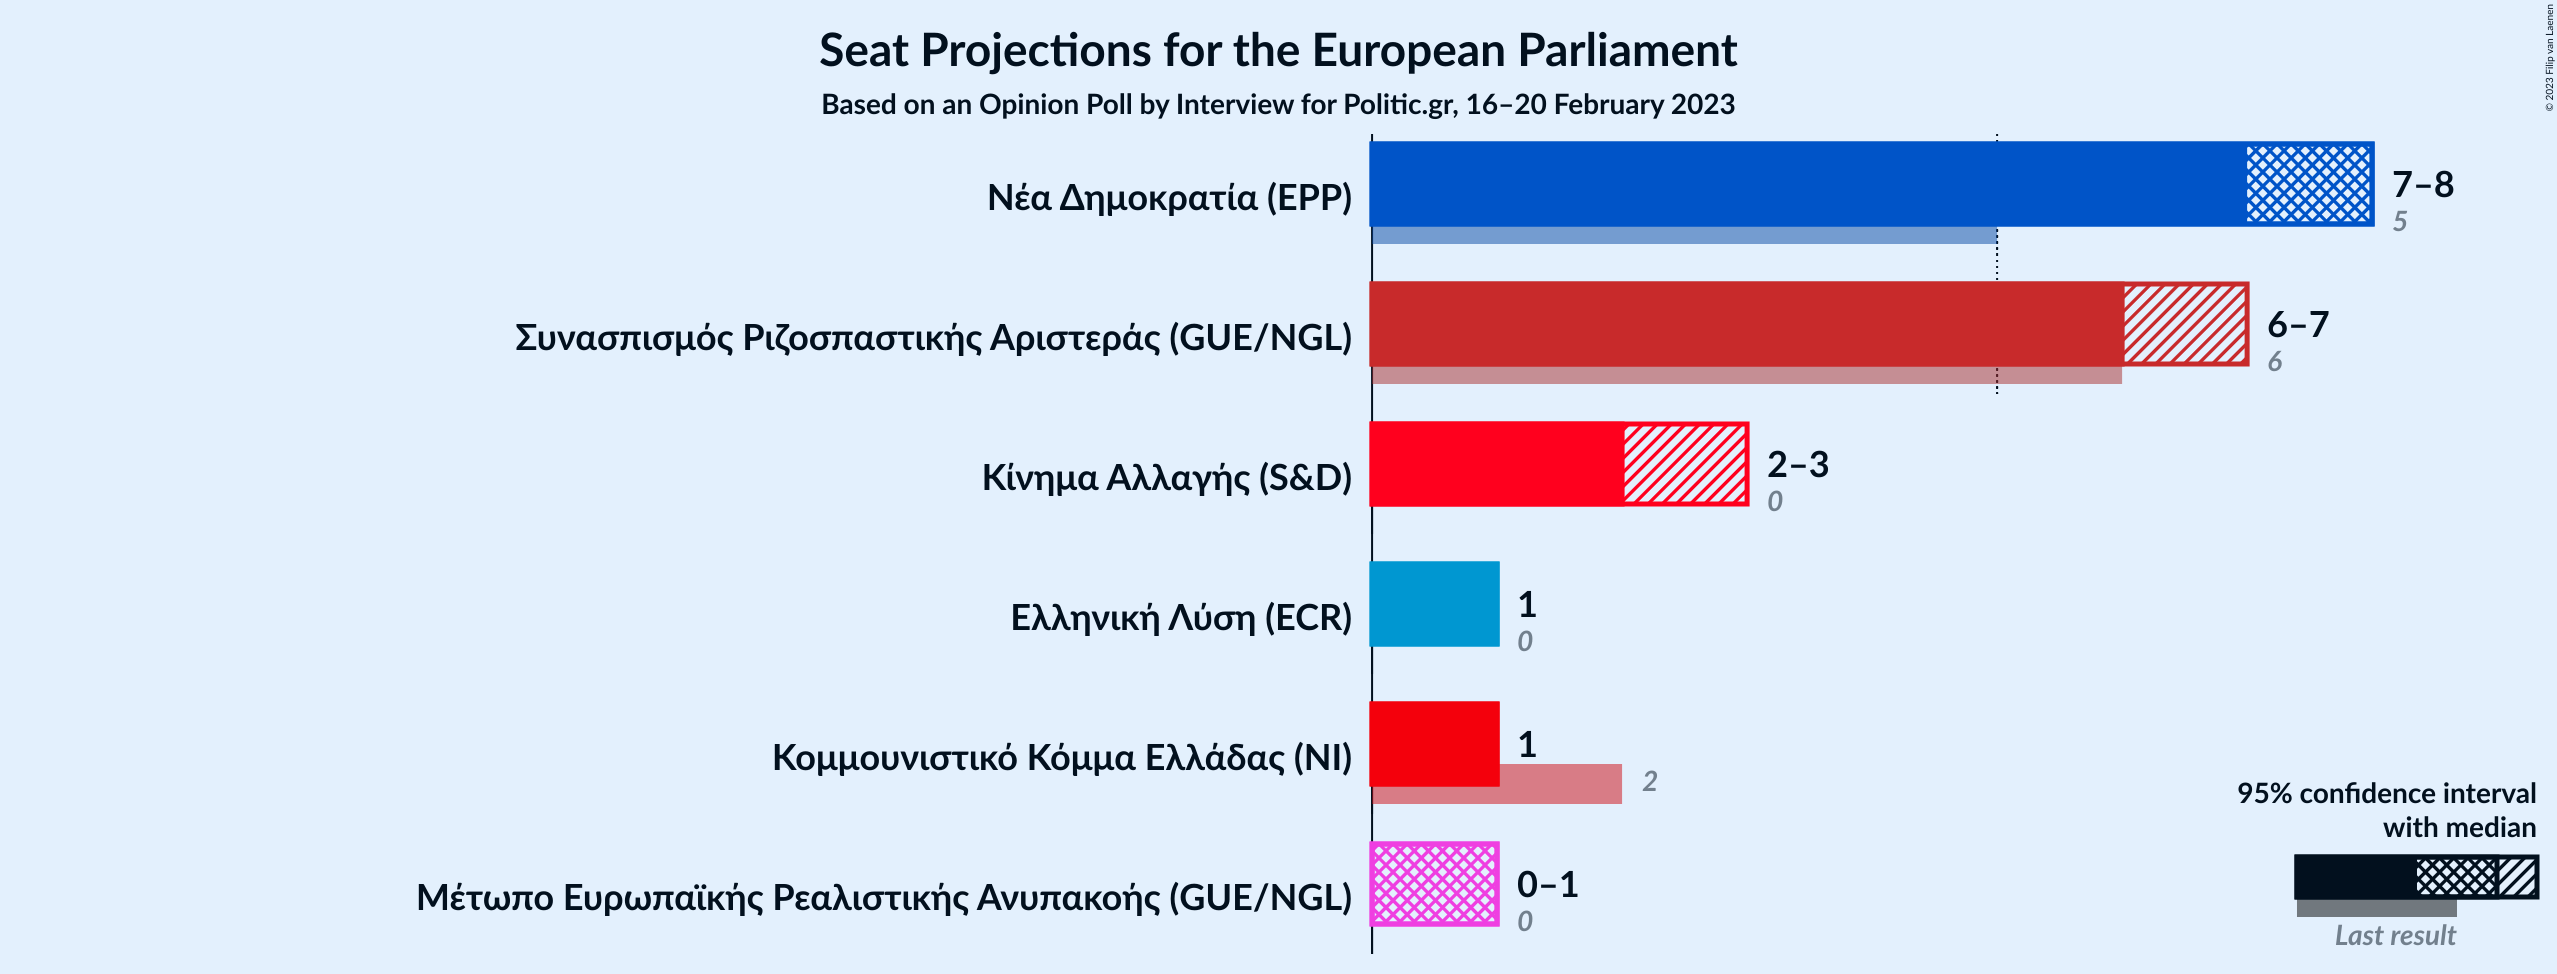 Seat Projections for the European Parliament
Based on an Opinion Poll by Interview for Politic.gr, 16–20 February 2023
© 2023 Filip van Laenen
Νέα Δημοκρατία (EPP)
7–8
5
Συνασπισμός Ριζοσπαστικής Αριστεράς (GUE/NGL)
6–7
6
Κίνημα Αλλαγής (S&D)
2–3
0
Ελληνική Λύση (ECR)
1
0
Κομμουνιστικό Κόμμα Ελλάδας (NI)
1
2
Μέτωπο Ευρωπαϊκής Ρεαλιστικής Ανυπακοής (GUE/NGL)
0–1
0
95% confidence interval
with median
Last result